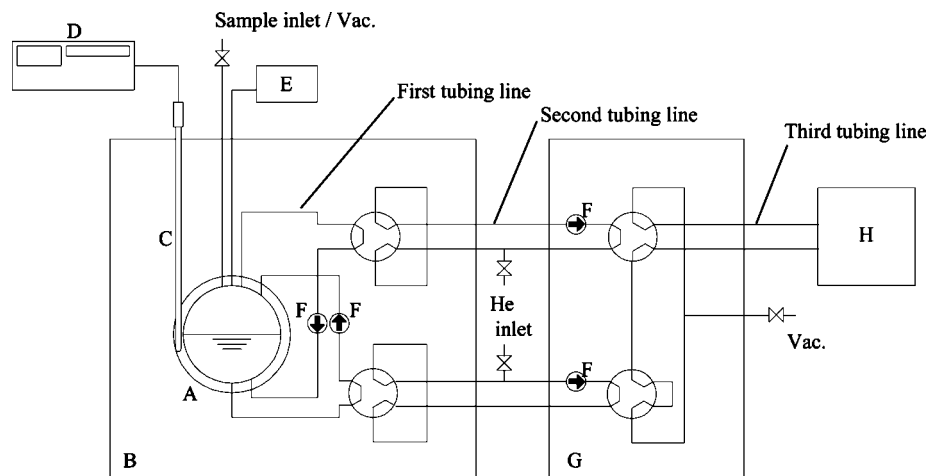 Sample inlet / Vac.
D
E
First tubing line
Second tubing line
Third tubing line
F
F
H
C
F
F
He
inlet
Vac.
F
A
B
G